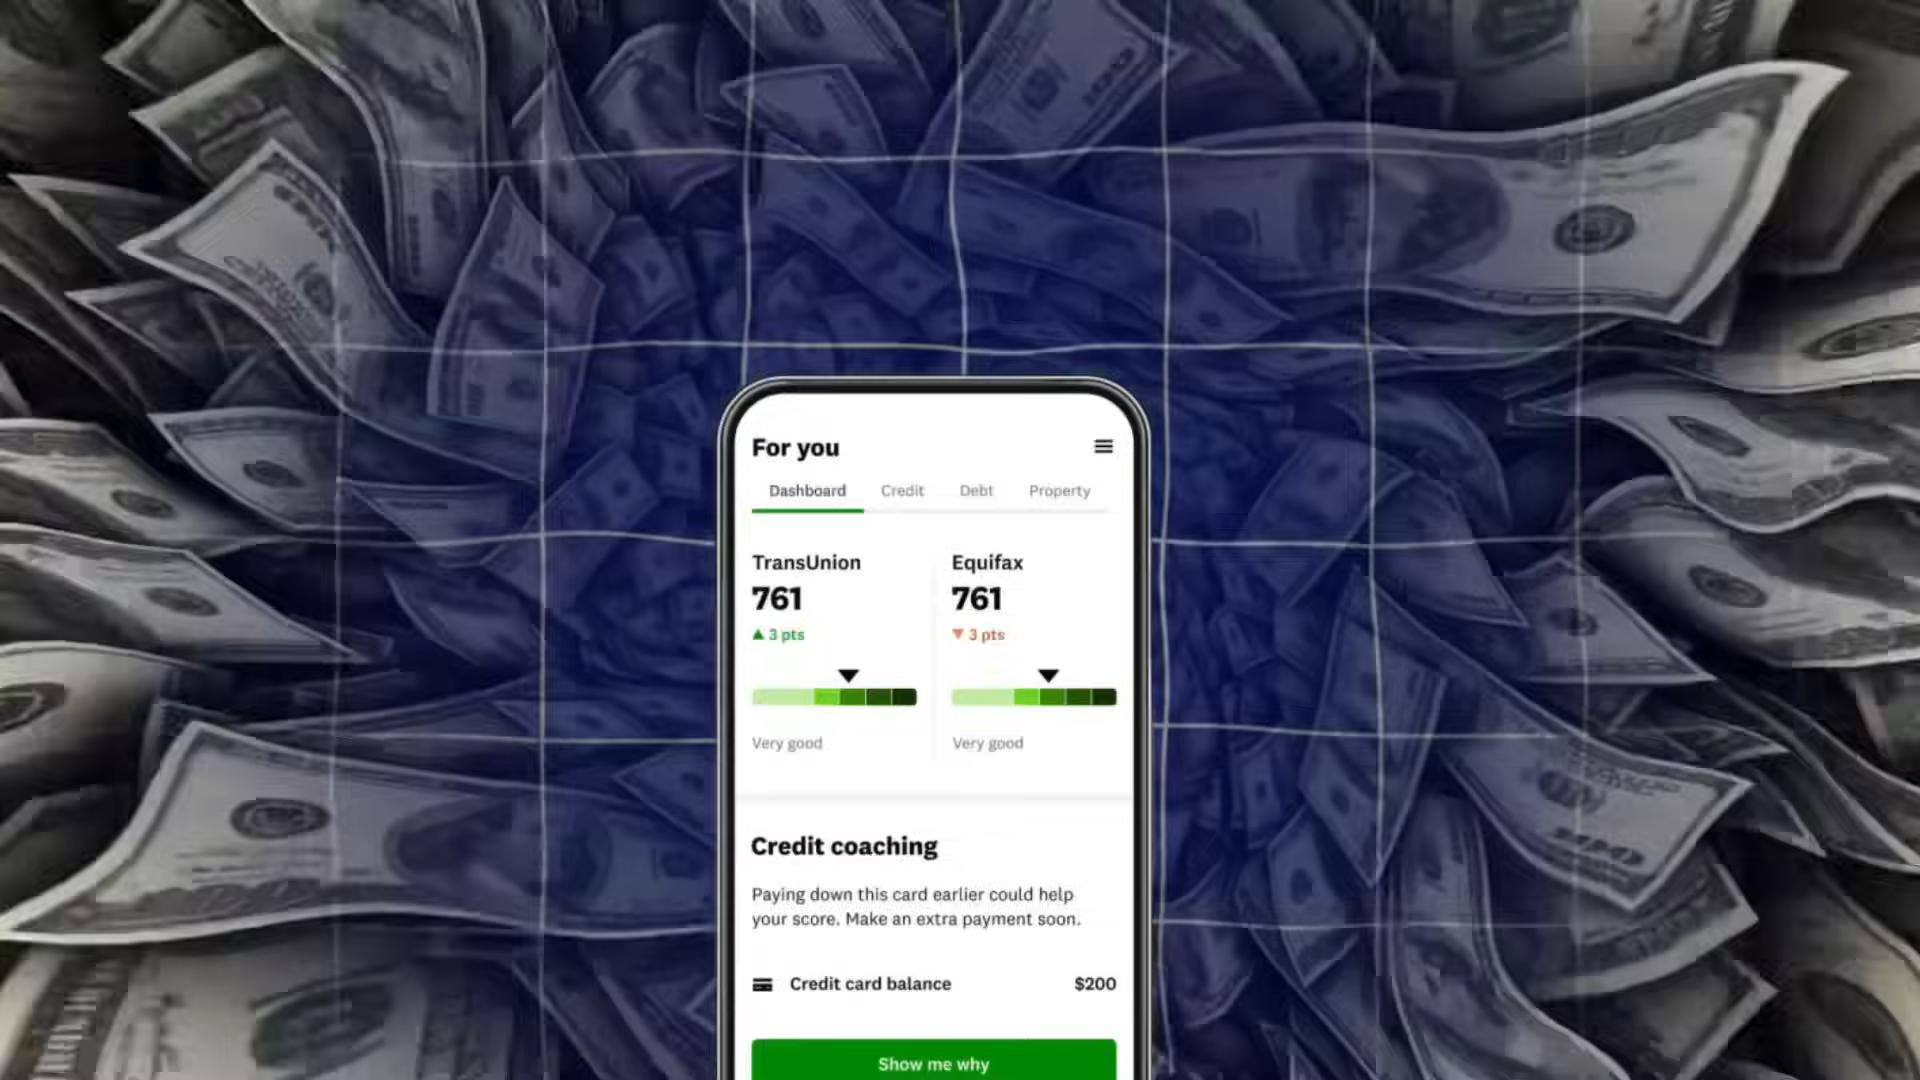 For you
Dashboard Credit Debt Property
TransUnion Equifax
761 761
▲ 3 pts ▼ 3 pts
Very good Very good
Credit coaching
Paying down this card earlier could help
your score. Make an extra payment soon.
Credit card balance $200
Show me why